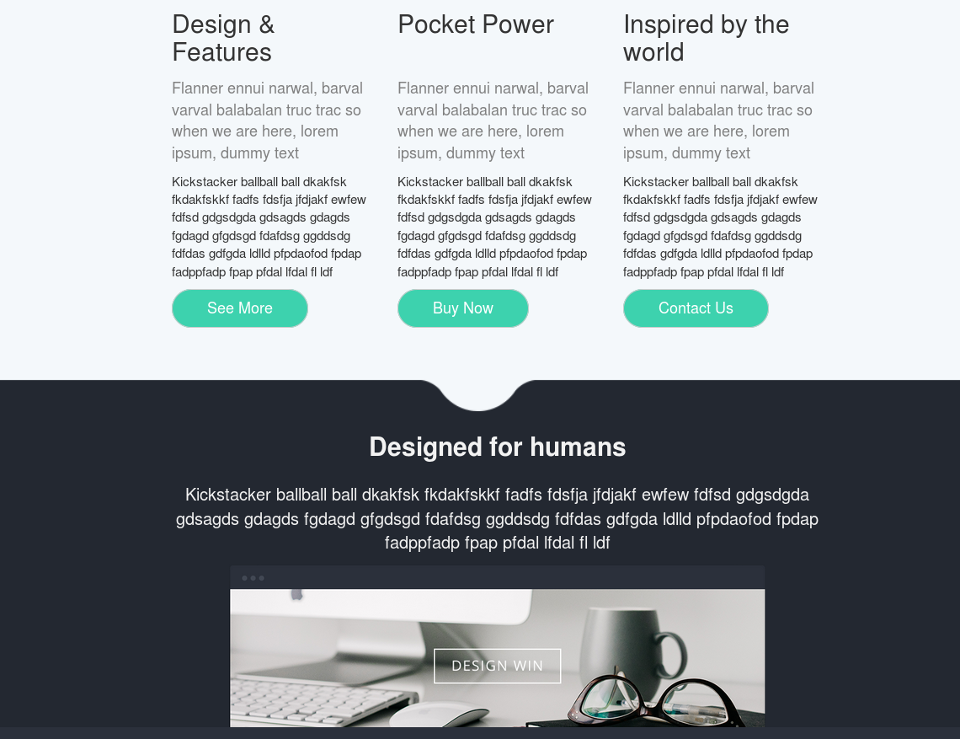 Design &
Features
Flanner ennui narwal, barval
varval balabalan truc trac so
when we are here, lorem
ipsum, dummy text
Kickstacker ballball ball dkakfsk
fkdakfskkf fadfs fdsfja jfdjakf ewfew
fdfsd gdgsdgda gdsagds gdagds
fgdagd gfgdsgd fdafdsg ggddsdg
fdfdas gdfgda ldlld pfpdaofod fpdap
fadppfadp fpap pfdal lfdal fl ldf
See More
Pocket Power
Flanner ennui narwal, barval
varval balabalan truc trac so
when we are here, lorem
ipsum, dummy text
Kickstacker ballball ball dkakfsk
fkdakfskkf fadfs fdsfja jfdjakf ewfew
fdfsd gdgsdgda gdsagds gdagds
fgdagd gfgdsgd fdafdsg ggddsdg
fdfdas gdfgda ldlld pfpdaofod fpdap
fadppfadp fpap pfdal lfdal fl ldf
Buy Now
Inspired by the
world
Flanner ennui narwal, barval
varval balabalan truc trac so
when we are here, lorem
ipsum, dummy text
Kickstacker ballball ball dkakfsk
fkdakfskkf fadfs fdsfja jfdjakf ewfew
fdfsd gdgsdgda gdsagds gdagds
fgdagd gfgdsgd fdafdsg ggddsdg
fdfdas gdfgda ldlld pfpdaofod fpdap
fadppfadp fpap pfdal lfdal fl ldf
Contact Us
Designed for humans
Kickstacker ballball ball dkakfsk fkdakfskkf fadfs fdsfja jfdjakf ewfew fdfsd gdgsdgda
gdsagds gdagds fgdagd gfgdsgd fdafdsg ggddsdg fdfdas gdfgda ldlld pfpdaofod fpdap
fadppfadp fpap pfdal lfdal fl ldf
DESIGN WIN